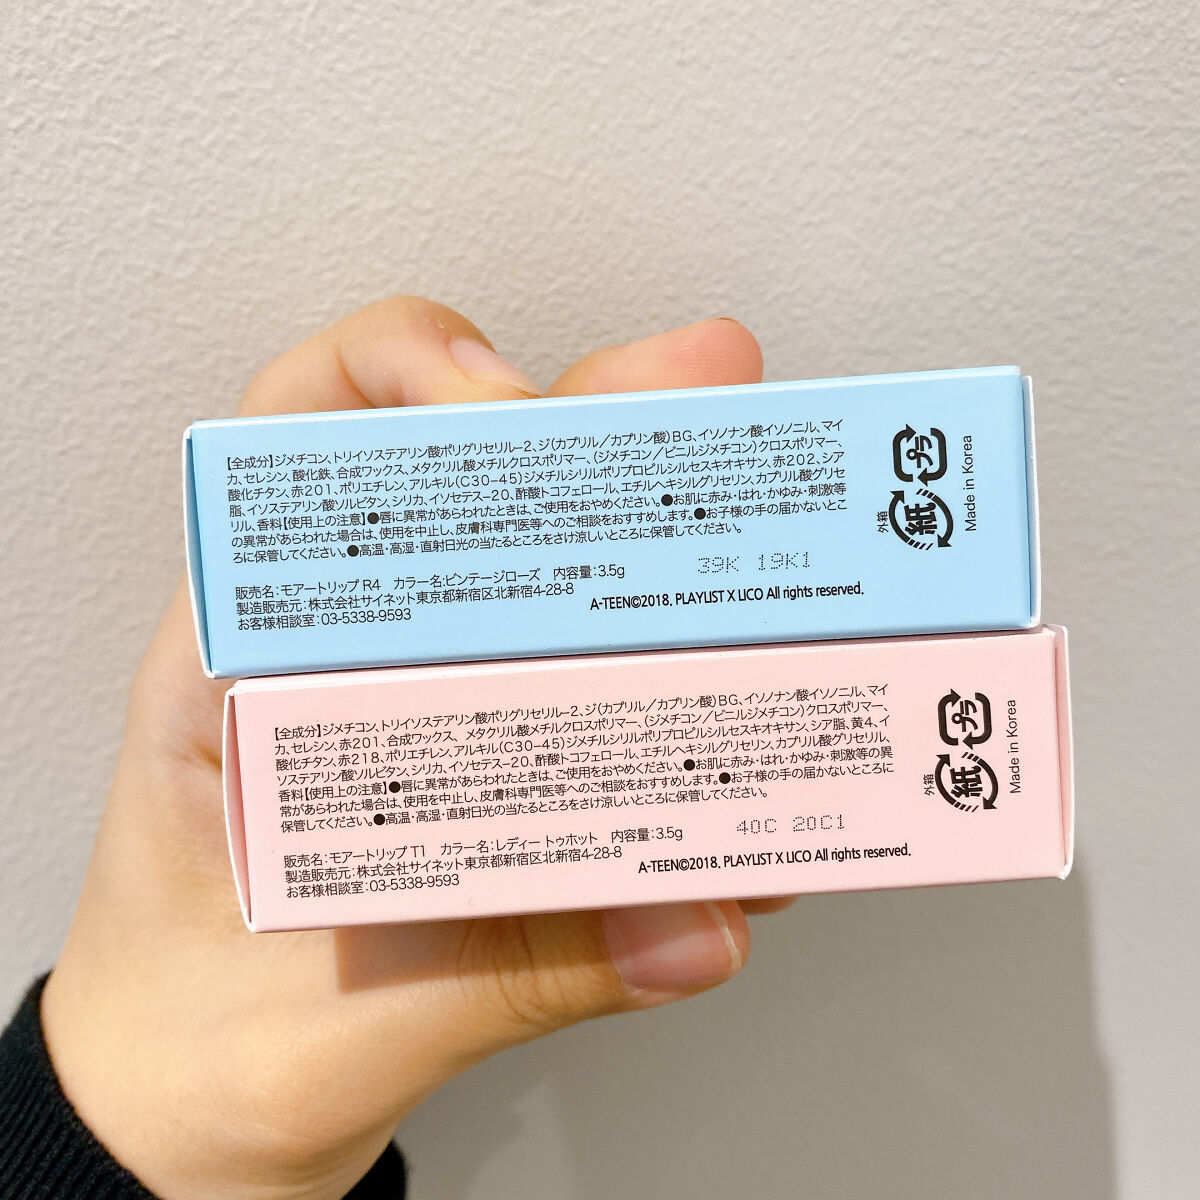 【全成分】ジメチコン、トリイソステアリン酸ポリグリセリル-2、ジ(カプリル/カプリン酸)BG、イソノナン酸イソノニル、マイ
カ、セレシン、酸化鉄、合成ワックス、メタクリル酸メチルクロスポリマー、(ジメチコン/ビニルジメチコン)クロスポリマー、
酸化チタン、赤201、ポリエチレン、アルキル(C30-45)ジメチルシリルポリプロピルシルセスキオキサン、赤202、シア
脂、イソステアリン酸ソルビタン、シリカ、イソセテス-20、酢酸トコフェロール、エチルヘキシルグリセリン、カプリル酸グリセ
リル、香料【使用上の注意】●唇に異常があらわれたときは、ご使用をおやめください。●お肌に赤み・はれ・かゆみ・刺激等
の異常があらわれた場合は、使用を中止し、皮膚科専門医等へのご相談をおすすめします。●お子様の手の届かないとこ
ろに保管してください。●高温・高湿・直射日光の当たるところをさけ涼しいところに保管してください。
39K 19K1
販売名:モアートリップ R4 カラー名:ビンテージローズ 内容量:3.5g
製造販売元:株式会社サイネット東京都新宿区北新宿4-28-8
お客様相談室:03-5338-9593
A-TEEN©2018. PLAYLIST X LICO All rights reserved.
プラ
外箱
紙
Made in Korea
【全成分】ジメチコン、トリイソステアリン酸ポリグリセリル-2、ジ(カプリル/カプリン酸)BG、イソノナン酸イソノニル、マイ
カ、セレシン、赤201、合成ワックス、メタクリル酸メチルクロスポリマー、(ジメチコン/ビニルジメチコン)クロスポリマー、
酸化チタン、赤218、ポリエチレン、アルキル(C30-45)ジメチルシリルポリプロピルシルセスキオキサン、シア脂、黄4、イ
ソステアリン酸ソルビタン、シリカ、イソセテス-20、酢酸トコフェロール、エチルヘキシルグリセリン、カプリル酸グリセリル、
香料【使用上の注意】●唇に異常があらわれたときは、ご使用をおやめください。●お肌に赤み・はれ・かゆみ・刺激等の異
常があらわれた場合は、使用を中止し、皮膚科専門医等へのご相談をおすすめします。●お子様の手の届かないところに
保管してください。●高温・高湿・直射日光の当たるところをさけ涼しいところに保管してください。
40C 20C1
販売名:モアートリップ T1 カラー名:レディー トゥホット 内容量:3.5g
製造販売元:株式会社サイネット東京都新宿区北新宿4-28-8
お客様相談室:03-5338-9593
A-TEEN©2018. PLAYLIST X LICO All rights reserved.
プラ
外箱
紙
Made in Korea